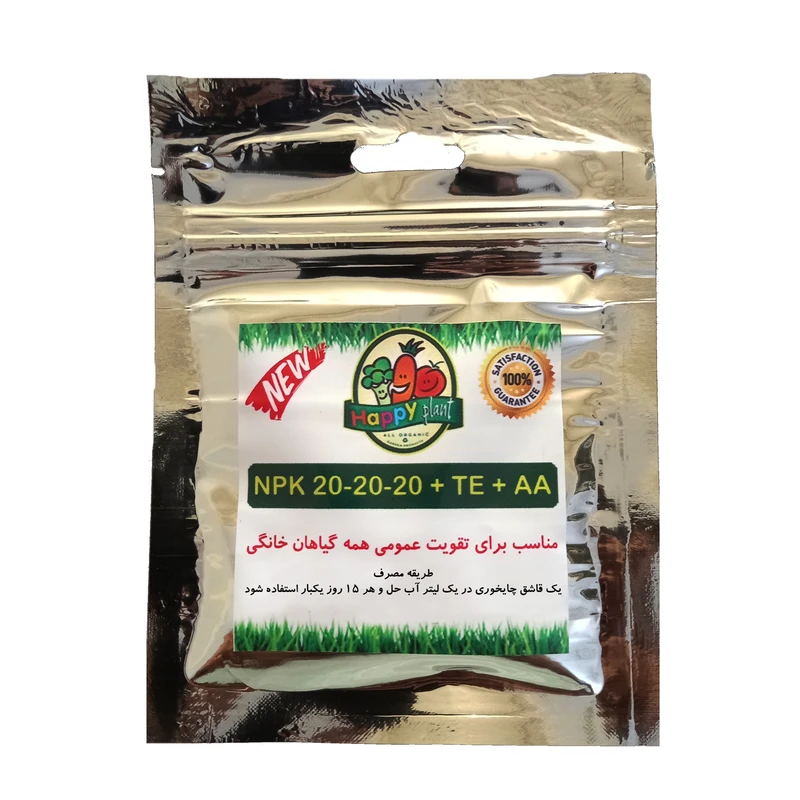 NEW
SATISFACTION
100%
GUARANTEE
Happy plant
ALL ORGANIC
NPK 20-20-20 + TE + AA
مناسب برای تقویت عمومی همه گیاهان خانگی
طریقه مصرف
یک قاشق چایخوری در یک لیتر آب حل و هر ۱۵ روز یکبار استفاده شود